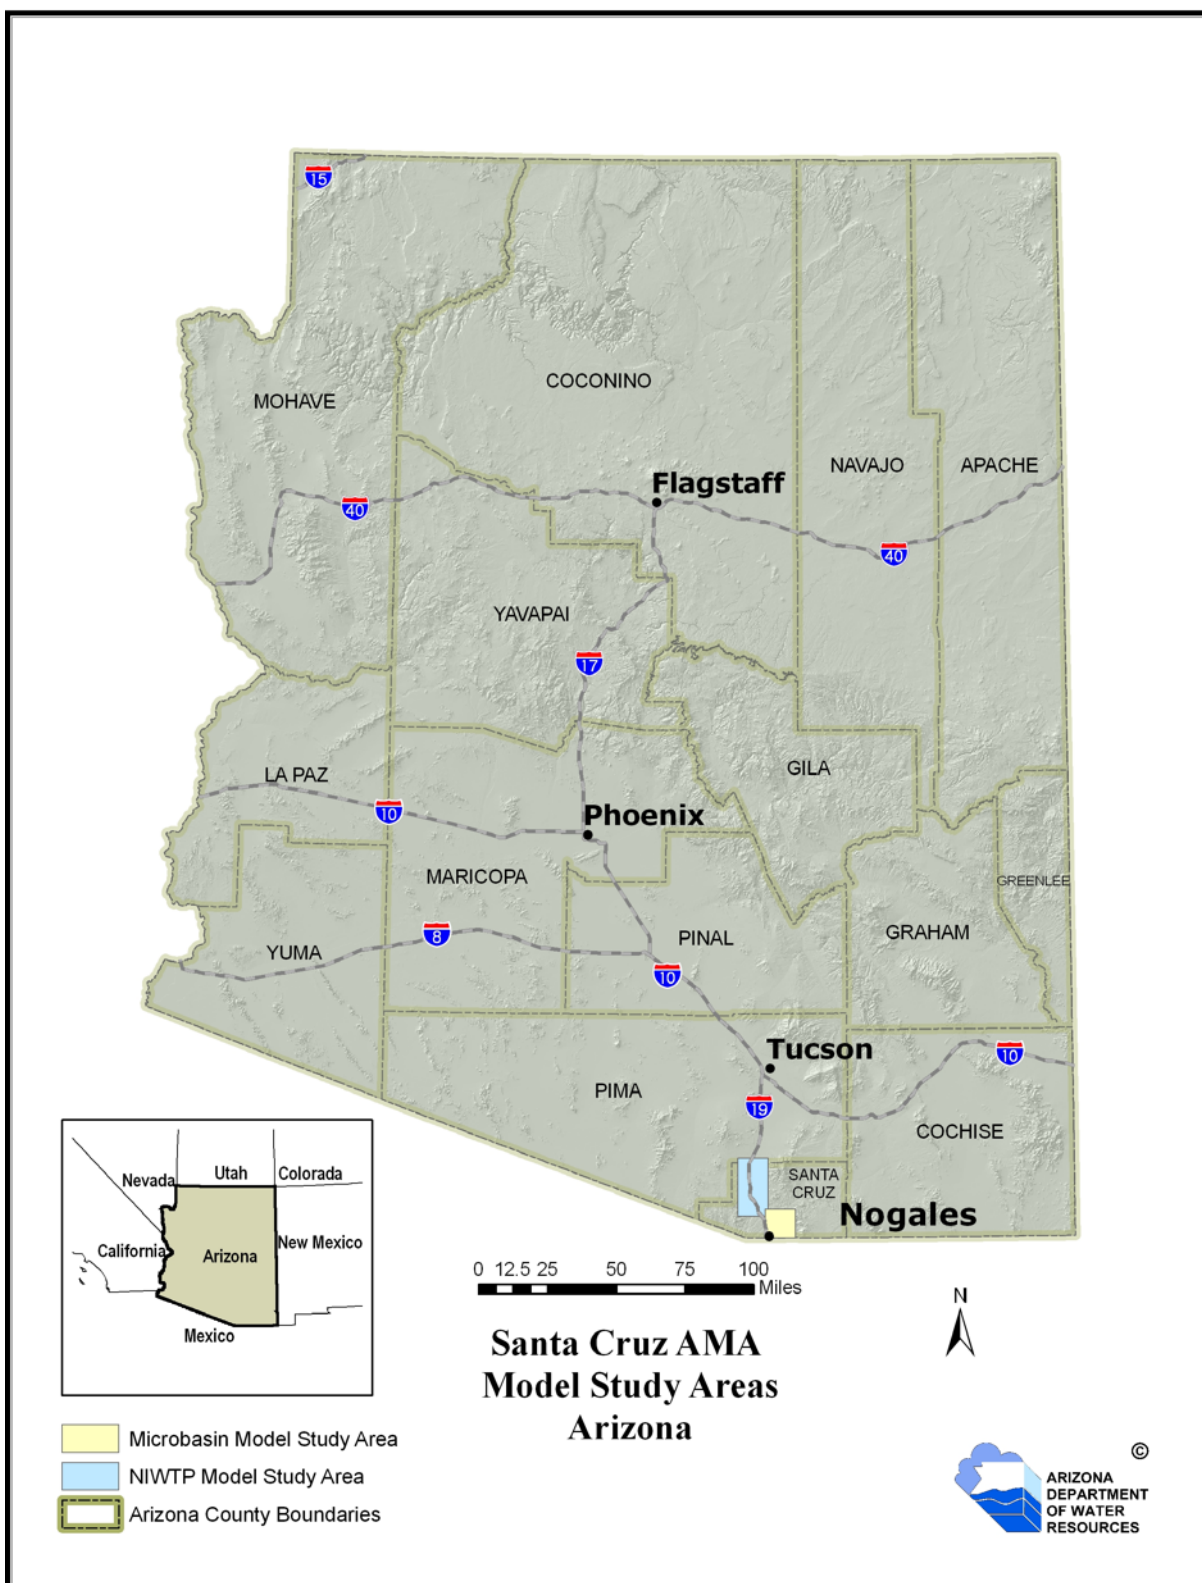 15
COCONINO
MOHAVE
NAVAJO
APACHE
Flagstaff
40
40
YAVAPAI
17
GILA
LA PAZ
10
Phoenix
MARICOPA
GREENLEE
8
PINAL
GRAHAM
YUMA
10
Tucson
10
PIMA
19
COCHISE
SANTA
CRUZ
Nogales
Nevada
Utah
Colorado
California
Arizona
New Mexico
Mexico
0 12.5 25 50 75 100
Miles
N
Santa Cruz AMA
Model Study Areas
Arizona
Microbasin Model Study Area
NIWTP Model Study Area
Arizona County Boundaries
©
ARIZONA
DEPARTMENT
OF WATER
RESOURCES